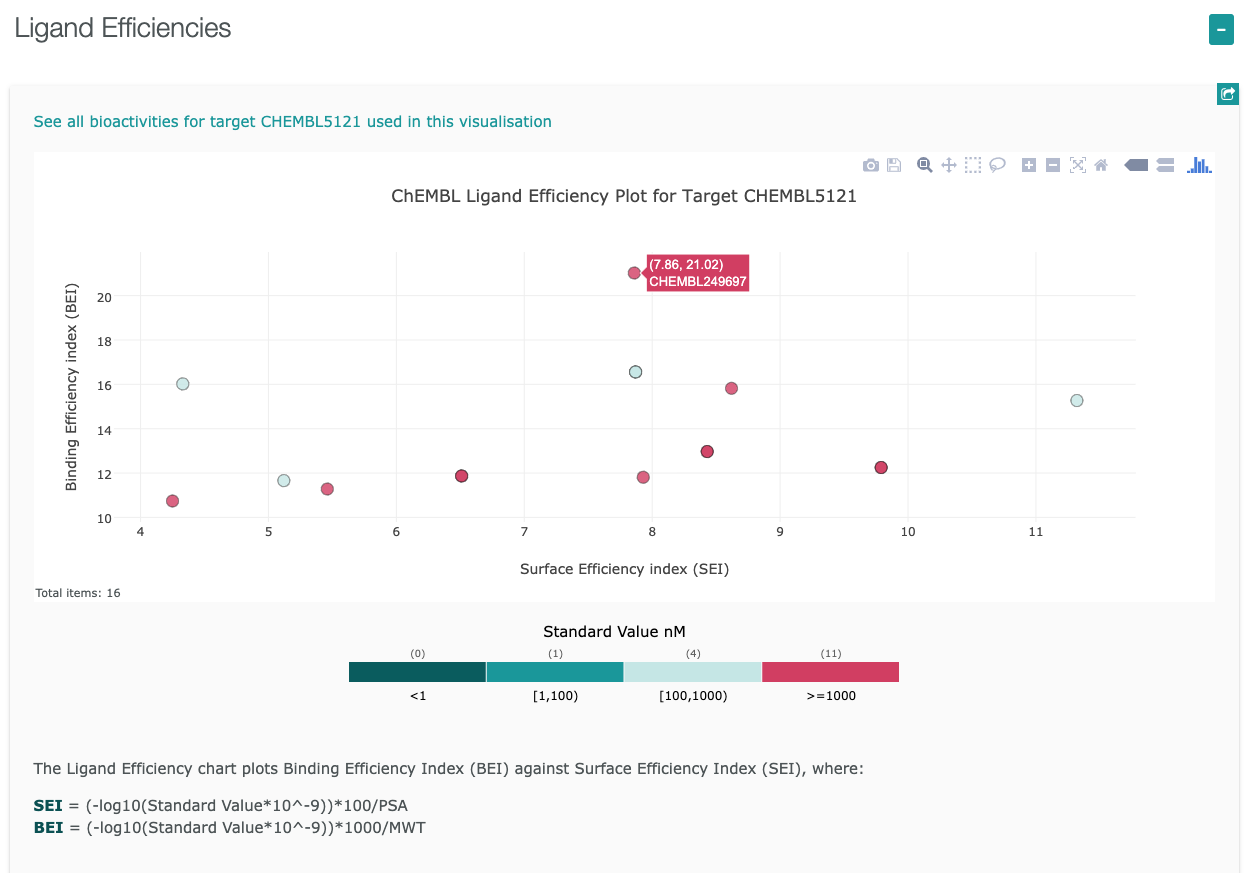 Ligand Efficiencies
-
See all bioactivities for target CHEMBL5121 used in this visualisation
ChEMBL Ligand Efficiency Plot for Target CHEMBL5121
(7.86, 21.02)
CHEMBL249697
Binding Efficiency index (BEI)
20
18
16
14
12
10
4 5 6 7 8 9 10 11
Surface Efficiency index (SEI)
Total items: 16
Standard Value nM
(0) (1) (4) (11)
<1 [1,100) [100,1000) >=1000
The Ligand Efficiency chart plots Binding Efficiency Index (BEI) against Surface Efficiency Index (SEI), where:
SEI = (-log10(Standard Value*10^-9))*100/PSA
BEI = (-log10(Standard Value*10^-9))*1000/MWT